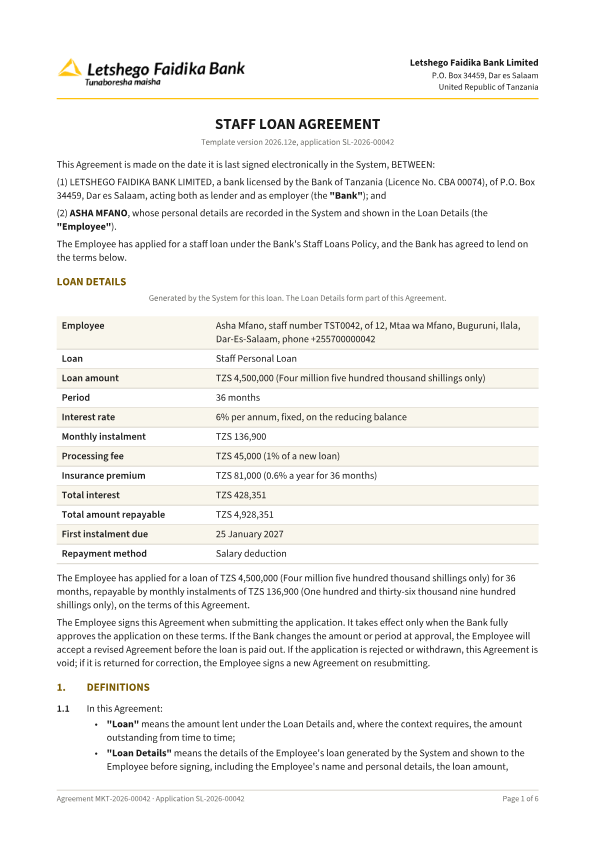 Letshego Faidika Bank
Tunaboresha maisha
Letshego Faidika Bank Limited
P.O. Box 34459, Dar es Salaam
United Republic of Tanzania
STAFF LOAN AGREEMENT
Template version 2026.12e, application SL-2026-00042
This Agreement is made on the date it is last signed electronically in the System, BETWEEN:
(1) LETSHEGO FAIDIKA BANK LIMITED, a bank licensed by the Bank of Tanzania (Licence No. CBA 00074), of P.O. Box
34459, Dar es Salaam, acting both as lender and as employer (the "Bank"); and
(2) ASHA MFANO, whose personal details are recorded in the System and shown in the Loan Details (the
"Employee").
The Employee has applied for a staff loan under the Bank's Staff Loans Policy, and the Bank has agreed to lend on
the terms below.
LOAN DETAILS
Generated by the System for this loan. The Loan Details form part of this Agreement.
Employee Asha Mfano, staff number TST0042, of 12, Mtaa wa Mfano, Buguruni, Ilala,
Dar-Es-Salaam, phone +255700000042
Loan Staff Personal Loan
Loan amount TZS 4,500,000 (Four million five hundred thousand shillings only)
Period 36 months
Interest rate 6% per annum, fixed, on the reducing balance
Monthly instalment TZS 136,900
Processing fee TZS 45,000 (1% of a new loan)
Insurance premium TZS 81,000 (0.6% a year for 36 months)
Total interest TZS 428,351
Total amount repayable TZS 4,928,351
First instalment due 25 January 2027
Repayment method Salary deduction
The Employee has applied for a loan of TZS 4,500,000 (Four million five hundred thousand shillings only) for 36
months, repayable by monthly instalments of TZS 136,900 (One hundred and thirty-six thousand nine hundred
shillings only), on the terms of this Agreement.
The Employee signs this Agreement when submitting the application. It takes effect only when the Bank fully
approves the application on these terms. If the Bank changes the amount or period at approval, the Employee will
accept a revised Agreement before the loan is paid out. If the application is rejected or withdrawn, this Agreement is
void; if it is returned for correction, the Employee signs a new Agreement on resubmitting.
1. DEFINITIONS
1.1 In this Agreement:
• "Loan" means the amount lent under the Loan Details and, where the context requires, the amount
outstanding from time to time;
• "Loan Details" means the details of the Employee's loan generated by the System and shown to the
Employee before signing, including the Employee's name and personal details, the loan amount,
Agreement MKT-2026-00042 · Application SL-2026-00042
Page 1 of 6